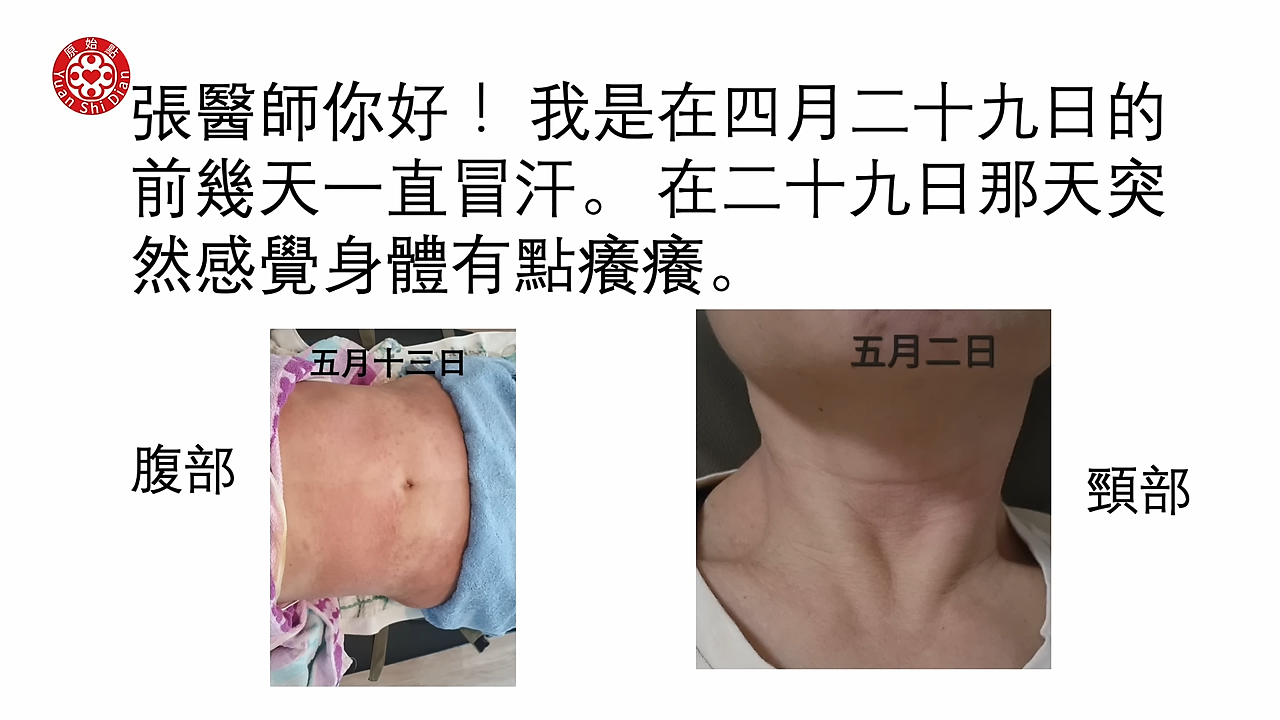 原始點
Yuan Shi Dian
張醫師你好！ 我是在四月二十九日的
前幾天一直冒汗。 在二十九日那天突
然感覺身體有點癢癢。
五月十三日
五月二日
腹部
頸部